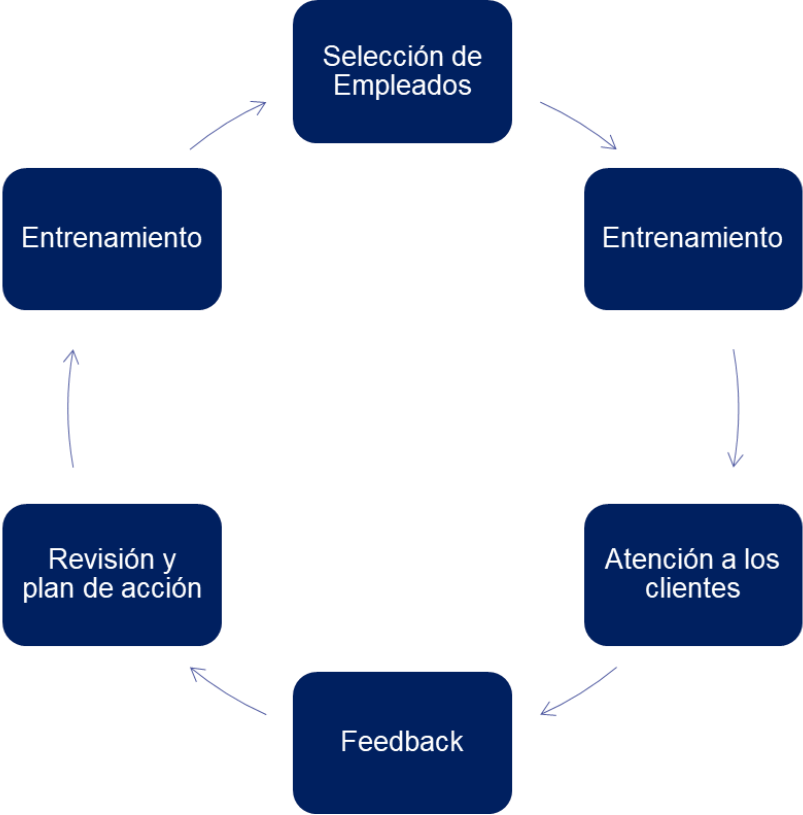 Selección de
Empleados
Entrenamiento
Entrenamiento
Revisión y
plan de acción
Atención a los
clientes
Feedback